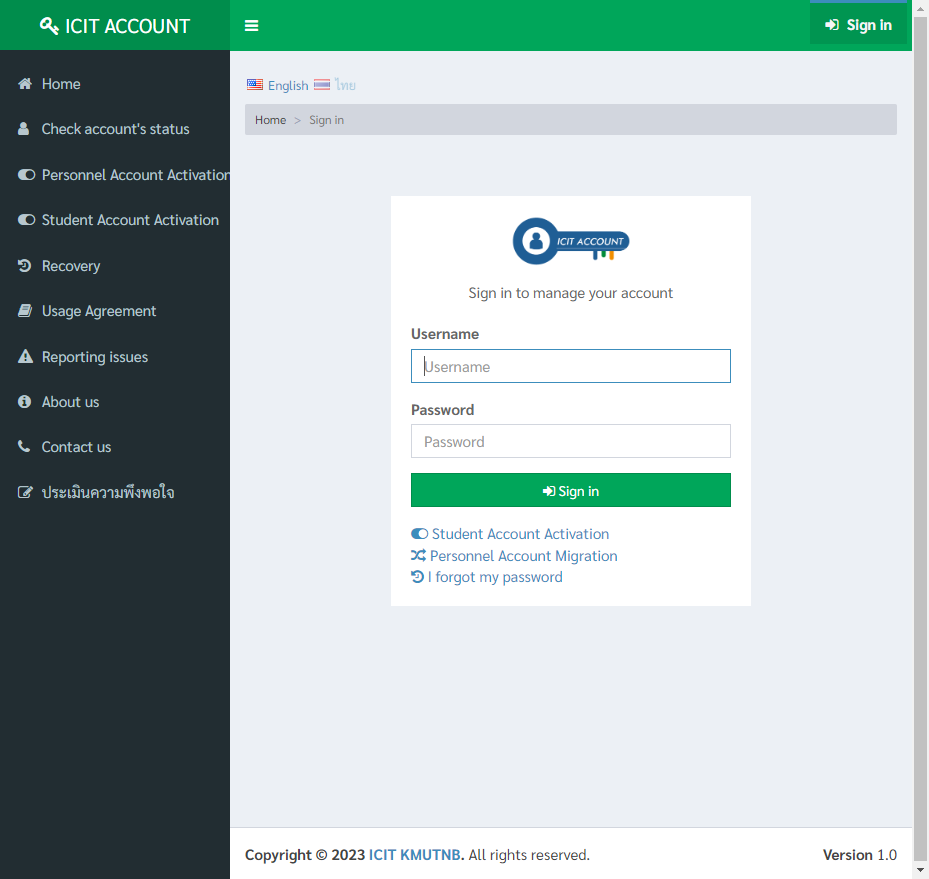 ICIT ACCOUNT
Sign in
Home
Check account's status
Personnel Account Activation
Student Account Activation
Recovery
Usage Agreement
Reporting issues
About us
Contact us
ประเมินความพึงพอใจ
English ไทย
Home > Sign in
ICIT ACCOUNT
Sign in to manage your account
Username
Username
Password
Password
Sign in
Student Account Activation
Personnel Account Migration
I forgot my password
Copyright © 2023 ICIT KMUTNB. All rights reserved.
Version 1.0